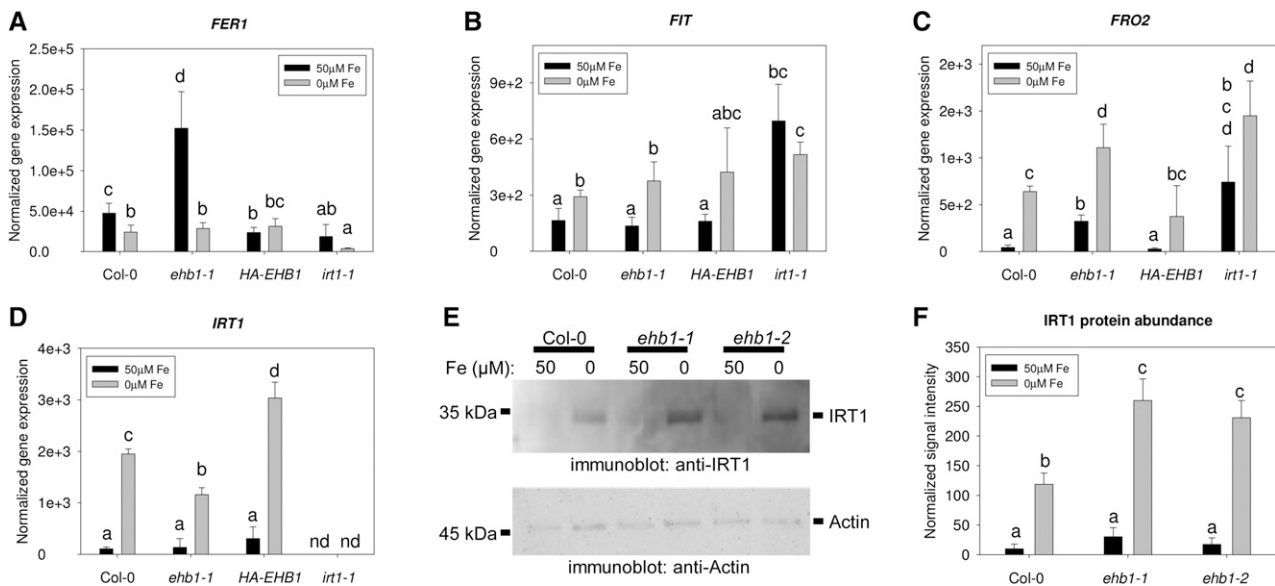 A
FER1
Normalized gene expression
2.5e+5
2.0e+5
1.5e+5
1.0e+5
5.0e+4
0.0
50µM Fe
0µM Fe
c
b
d
b
b
bc
ab
a
Col-0
ehb1-1
HA-EHB1
irt1-1
B
FIT
Normalized gene expression
9e+2
6e+2
3e+2
0
50µM Fe
0µM Fe
a
b
a
b
a
abc
bc
c
Col-0
ehb1-1
HA-EHB1
irt1-1
C
FRO2
Normalized gene expression
2e+3
2e+3
1e+3
5e+2
0
50µM Fe
0µM Fe
a
c
b
d
a
bc
b
c
d
d
Col-0
ehb1-1
HA-EHB1
irt1-1
D
IRT1
Normalized gene expression
4e+3
3e+3
2e+3
1e+3
0
50µM Fe
0µM Fe
a
c
a
b
a
d
nd
nd
Col-0
ehb1-1
HA-EHB1
irt1-1
E
Col-0
ehb1-1
ehb1-2
Fe (µM): 50 0 50 0 50 0
35 kDa
IRT1
immunoblot: anti-IRT1
45 kDa
Actin
immunoblot: anti-Actin
F
IRT1 protein abundance
Normalized signal intensity
350
300
250
200
150
100
50
0
50µM Fe
0µM Fe
a
b
a
c
a
c
Col-0
ehb1-1
ehb1-2